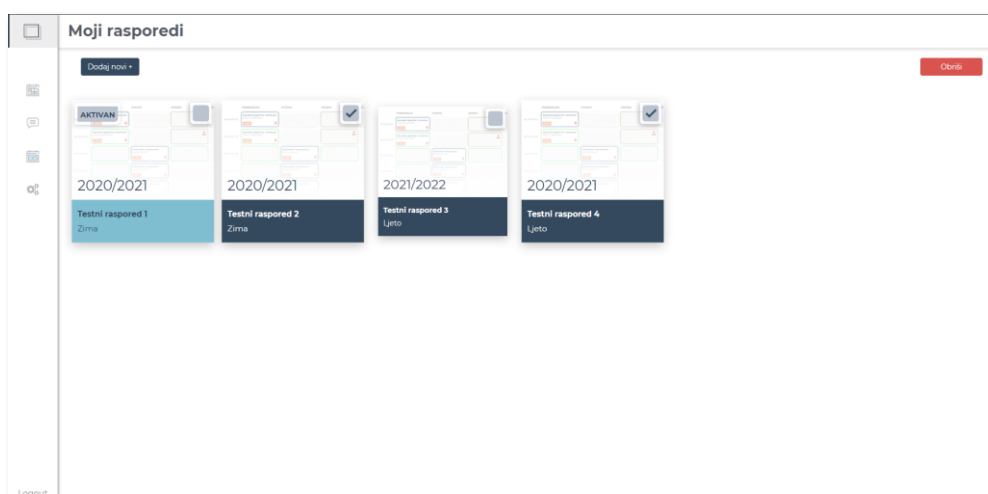 Moji rasporedi
Dodaj novi +
Obriši
AKTIVAN
2020/2021
Testni raspored 1
Zima
2020/2021
Testni raspored 2
Zima
2021/2022
Testni raspored 3
Ljeto
2020/2021
Testni raspored 4
Ljeto
Logout